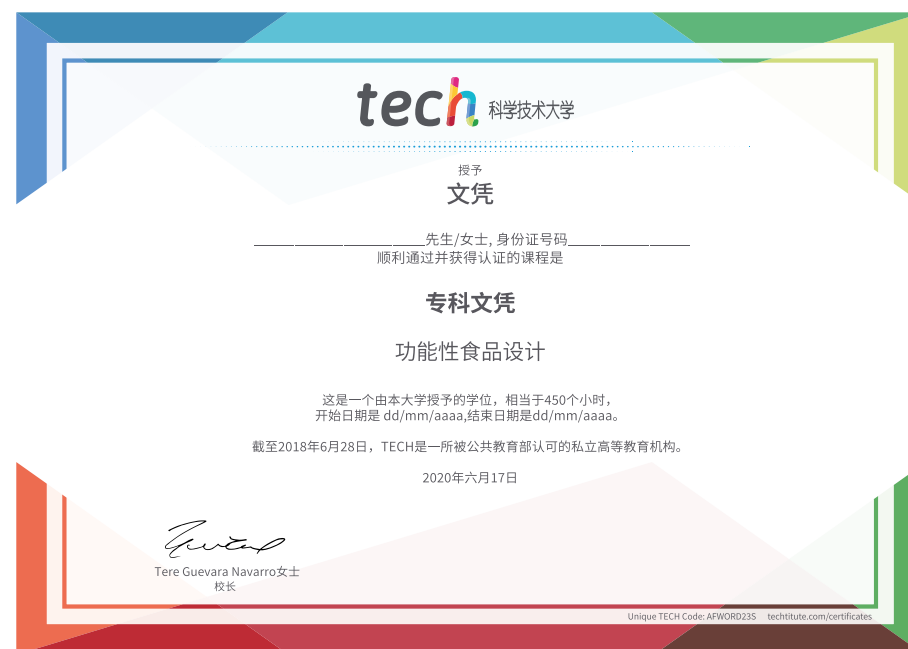 tech 科学技术大学
授予
文凭
________________________先生/女士, 身份证号码__________________
顺利通过并获得认证的课程是
专科文凭
功能性食品设计
这是一个由本大学授予的学位，相当于450个小时，
开始日期是 dd/mm/aaaa,结束日期是dd/mm/aaaa。
截至2018年6月28日，TECH是一所被公共教育部认可的私立高等教育机构。
2020年六月17日
Tere Guevara Navarro女士
校长
Unique TECH Code: AFWORD23S techtitute.com/certificates